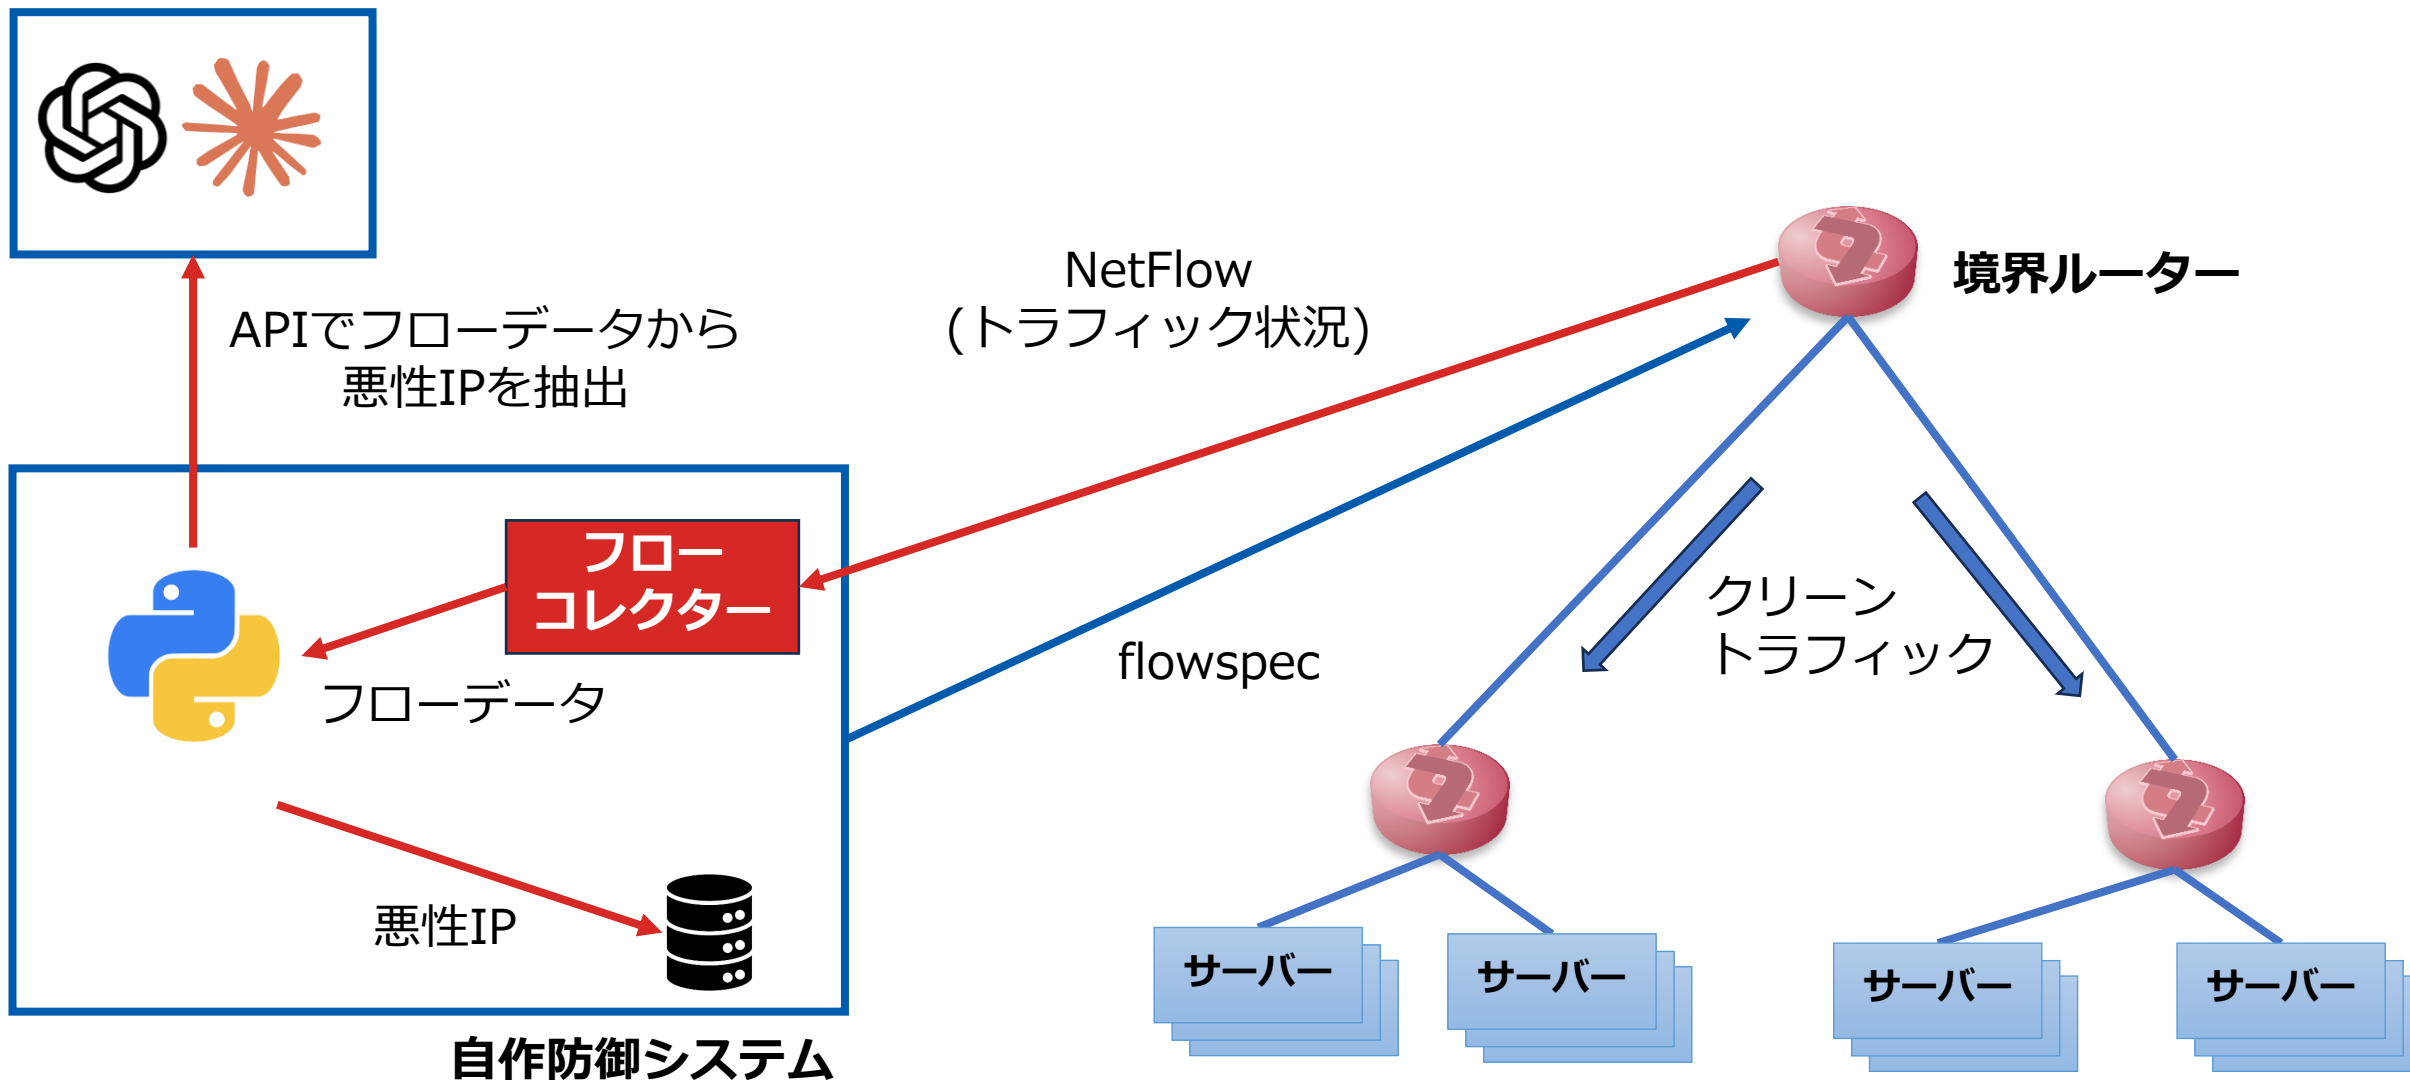 NetFlow
(トラフィック状況)
境界ルーター
APIでフローデータから
悪性IPを抽出
フロー
コレクター
フローデータ
flowspec
クリーン
トラフィック
悪性IP
サーバー
サーバー
サーバー
サーバー
自作防御システム